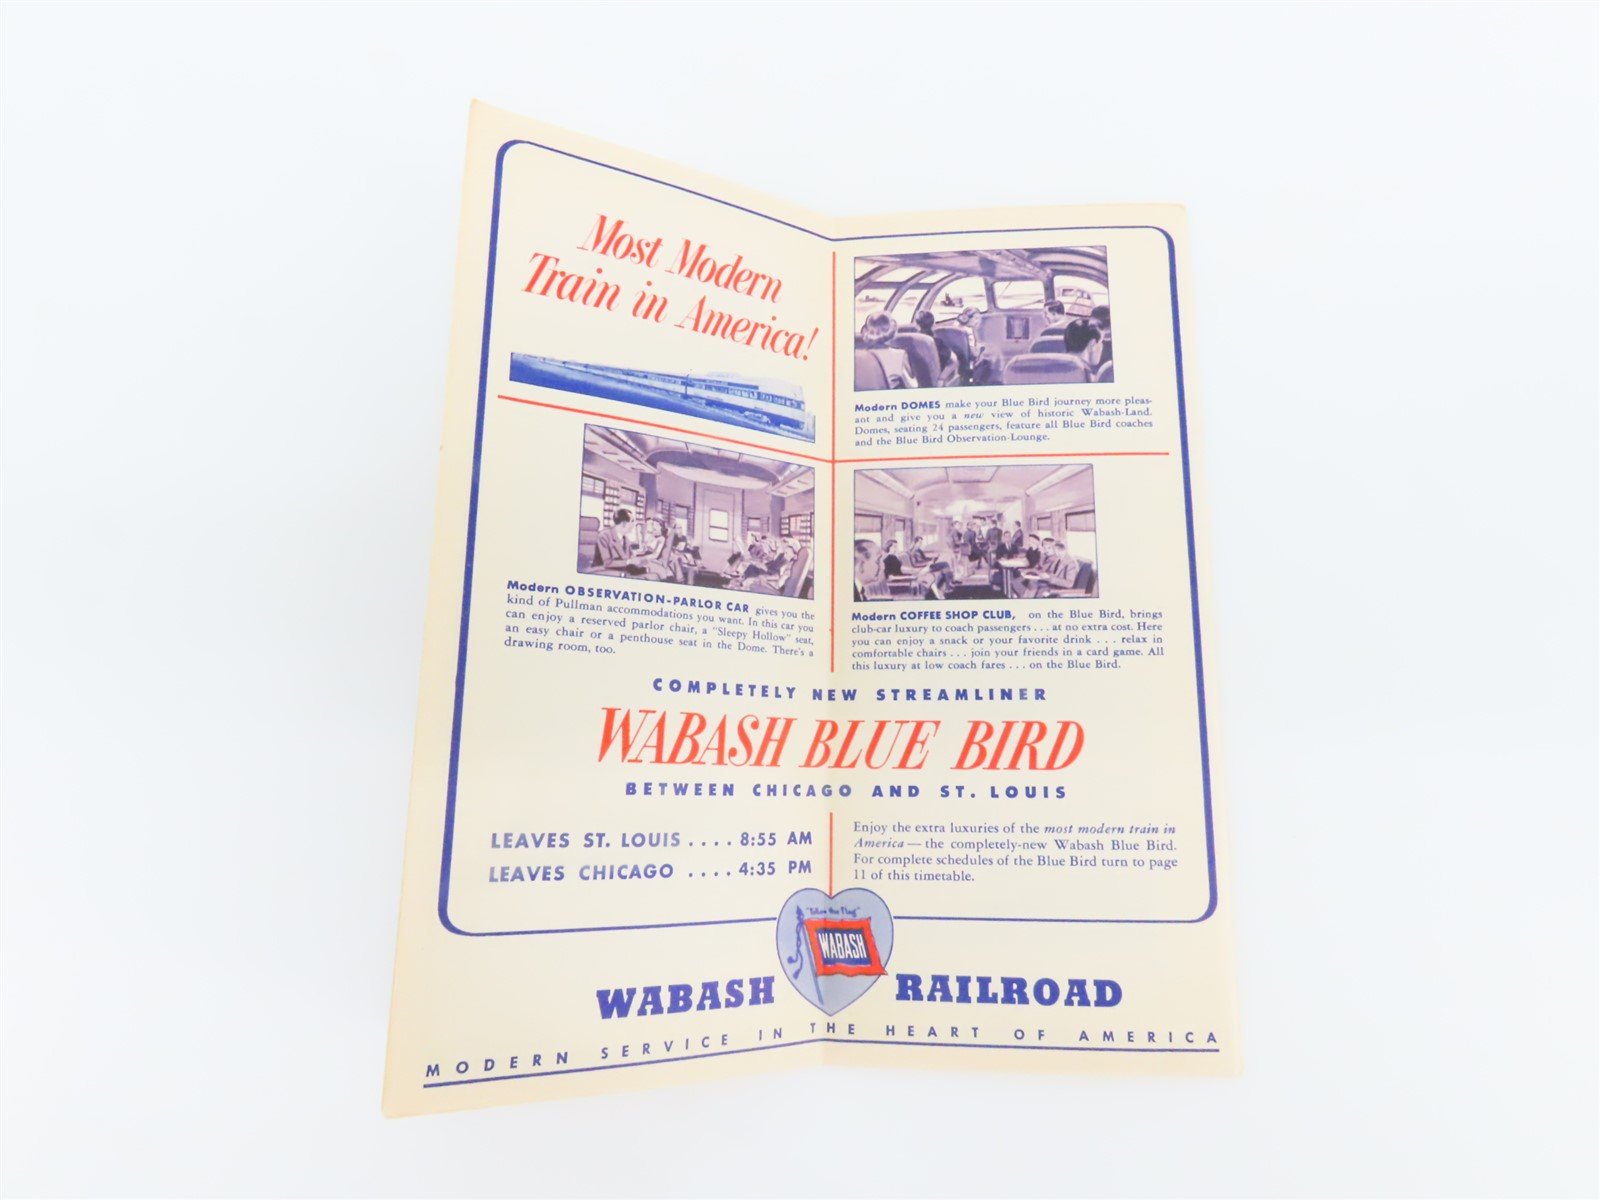 Most Modern
Train in America!
Modern DOMES make your Blue Bird journey more pleas-
ant and give you a new view of historic Wabash-Land.
Domes, seating 24 passengers, feature all Blue Bird coaches
and the Blue Bird Observation-Lounge.
Modern OBSERVATION-PARLOR CAR gives you the
kind of Pullman accommodations you want. In this car you
can enjoy a reserved parlor chair, a "Sleepy Hollow" seat,
an easy chair or a penthouse seat in the Dome. There's a
drawing room, too.
Modern COFFEE SHOP CLUB, on the Blue Bird, brings
club-car luxury to coach passengers . . . at no extra cost. Here
you can enjoy a snack or your favorite drink . . . relax in
comfortable chairs . . . join your friends in a card game. All
this luxury at low coach fares . . . on the Blue Bird.
COMPLETELY NEW STREAMLINER
WABASH BLUE BIRD
BETWEEN CHICAGO AND ST. LOUIS
LEAVES ST. LOUIS . . . . 8:55 AM
LEAVES CHICAGO . . . . 4:35 PM
Enjoy the extra luxuries of the most modern train in
America — the completely-new Wabash Blue Bird.
For complete schedules of the Blue Bird turn to page
11 of this timetable.
"Follow the Flag"
WABASH
WABASH RAILROAD
MODERN SERVICE IN THE HEART OF AMERICA